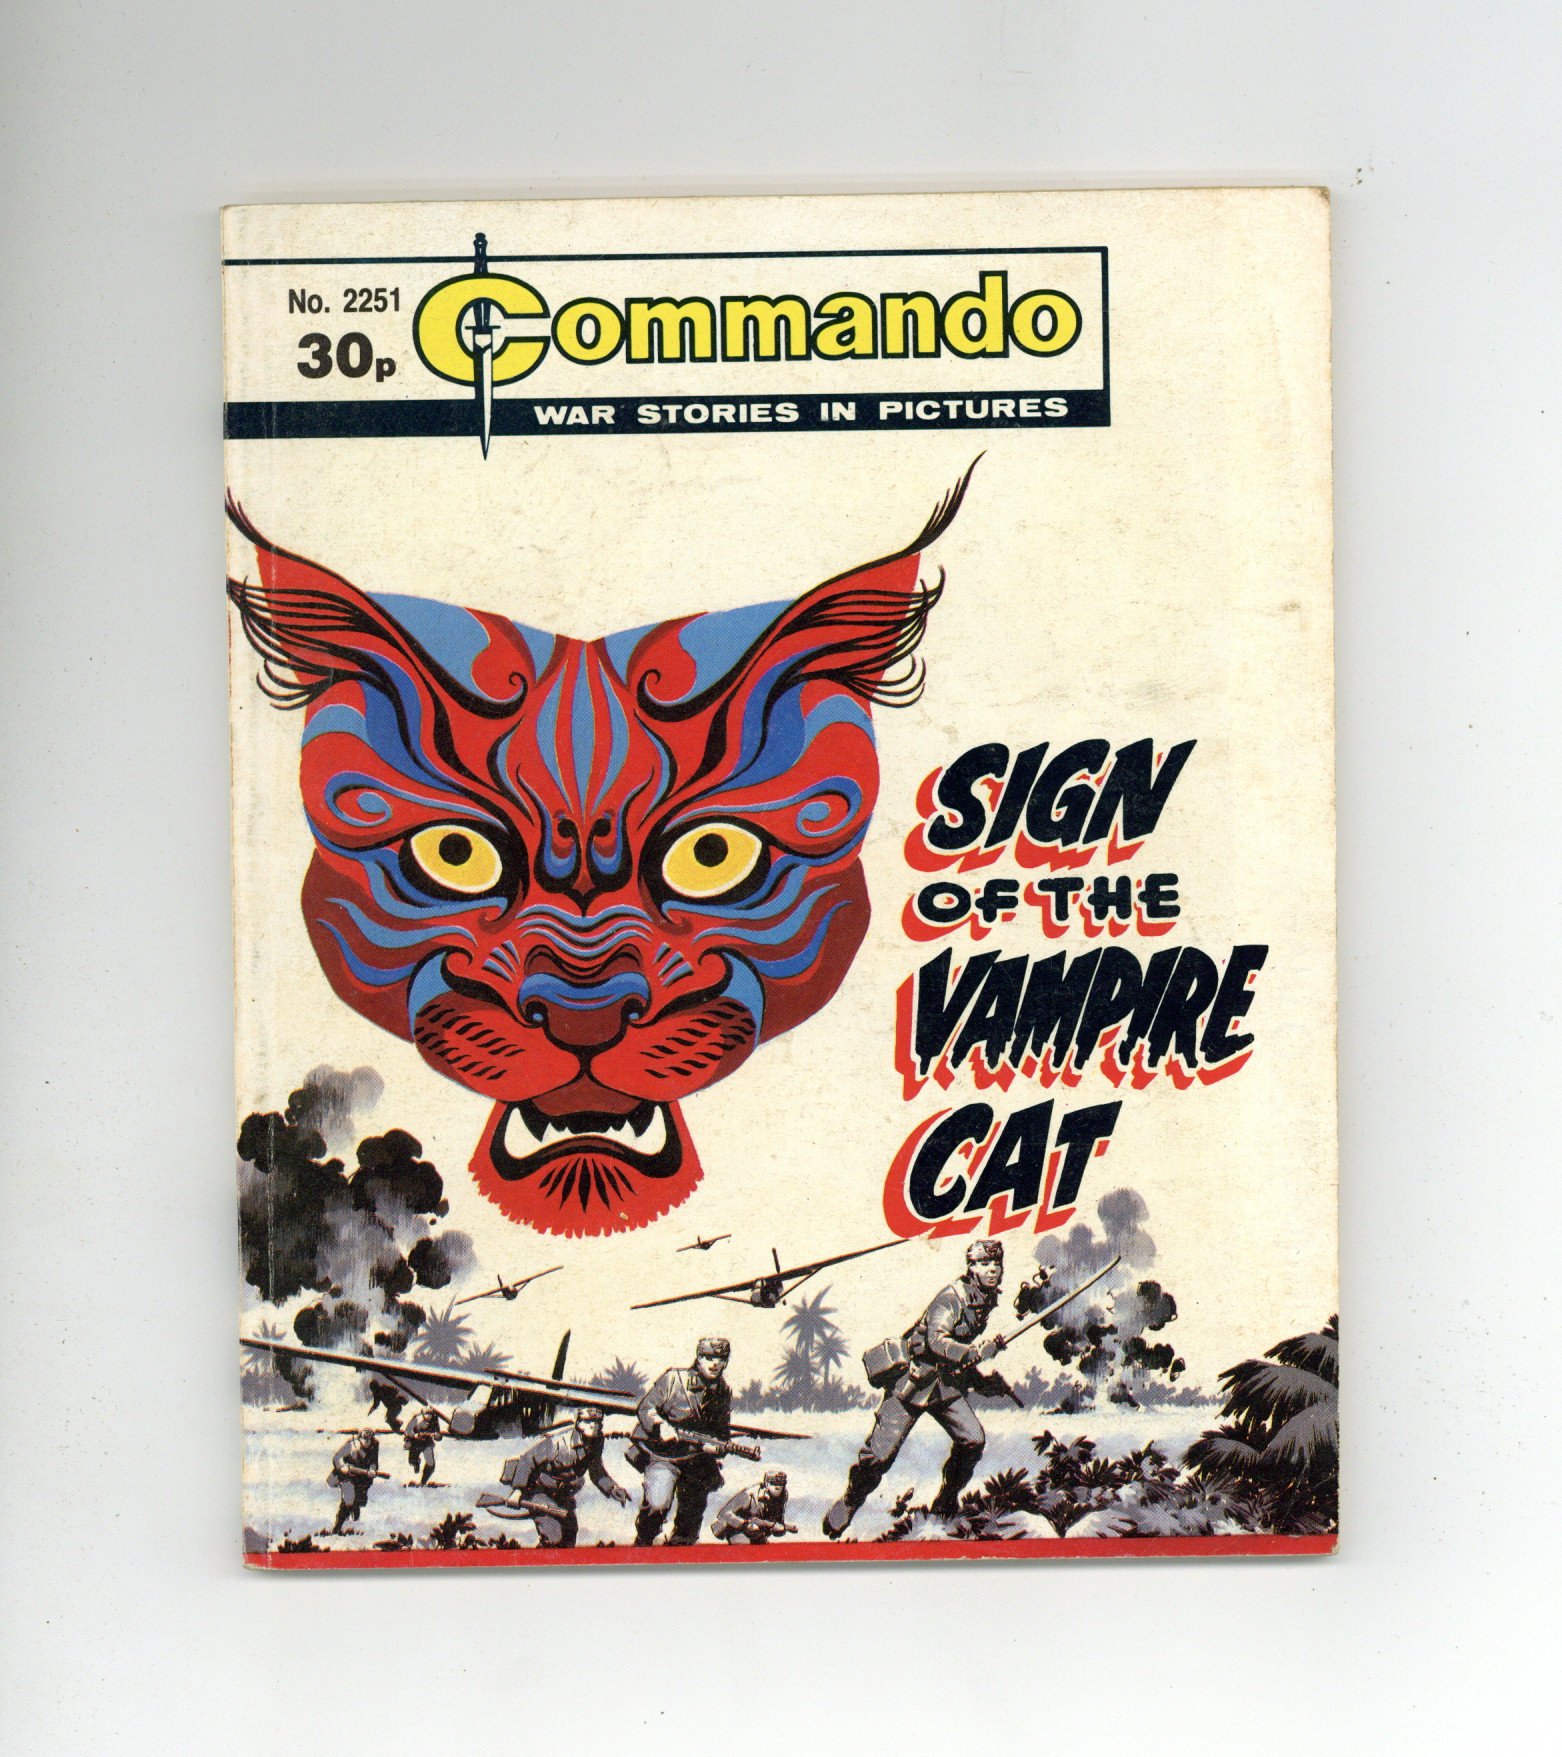 No. 2251
30p
Commando
WAR STORIES IN PICTURES
SIGN
OF THE
VAMPIRE
CAT